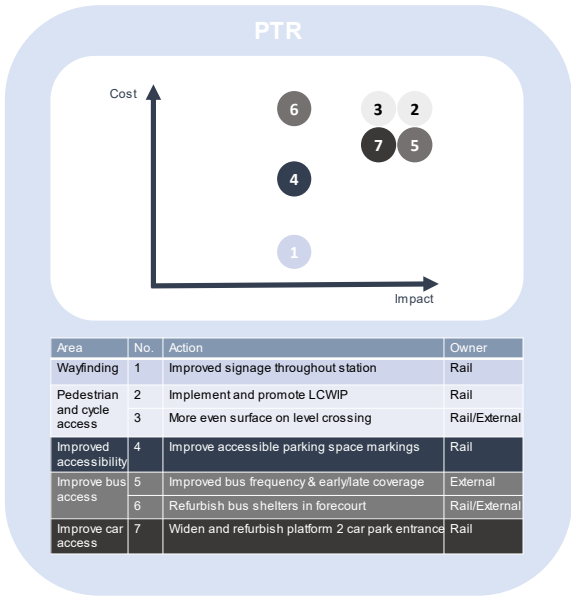 PTR
Cost
6
3 2
7 5
4
1
Impact
Area No. Action Owner
Wayfinding 1 Improved signage throughout station Rail
Pedestrian and cycle access 2 Implement and promote LCWIP Rail
3 More even surface on level crossing Rail/External
Improved accessibility 4 Improve accessible parking space markings Rail
Improve bus access 5 Improved bus frequency & early/late coverage External
6 Refurbish bus shelters in forecourt Rail/External
Improve car access 7 Widen and refurbish platform 2 car park entrance Rail